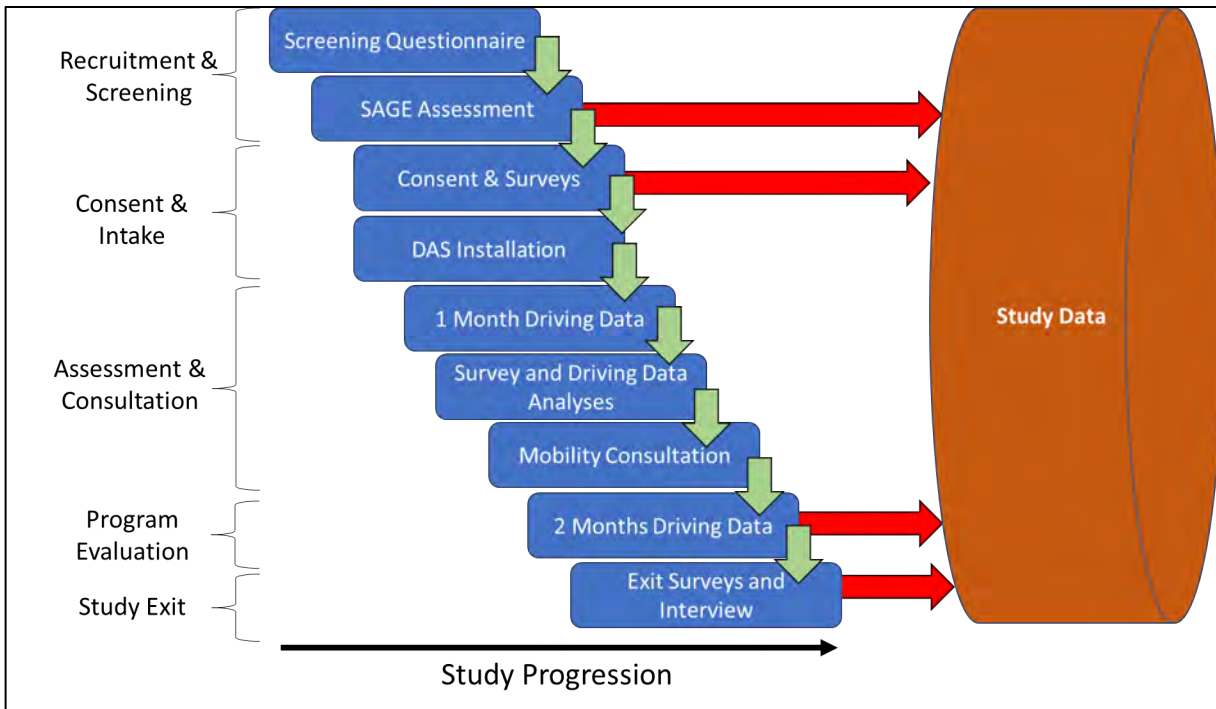 Recruitment &
Screening
Screening Questionnaire
SAGE Assessment
Consent &
Intake
Consent & Surveys
DAS Installation
Assessment &
Consultation
1 Month Driving Data
Survey and Driving Data
Analyses
Mobility Consultation
Program
Evaluation
2 Months Driving Data
Study Exit
Exit Surveys and
Interview
Study Data
Study Progression